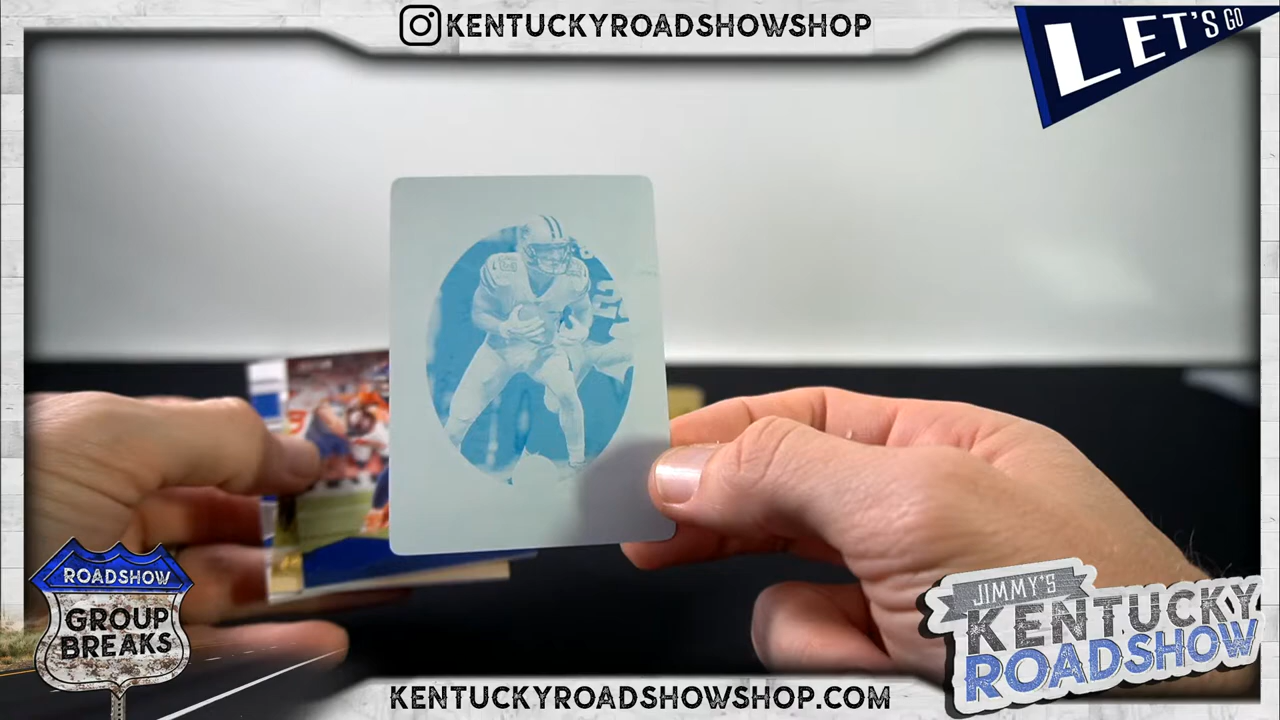 KENTUCKYROADSHOWSHOP
LET'S GO
ROADSHOW
GROUP
BREAKS
JIMMY'S
KENTUCKY
ROADSHOW
KENTUCKYROADSHOWSHOP.COM